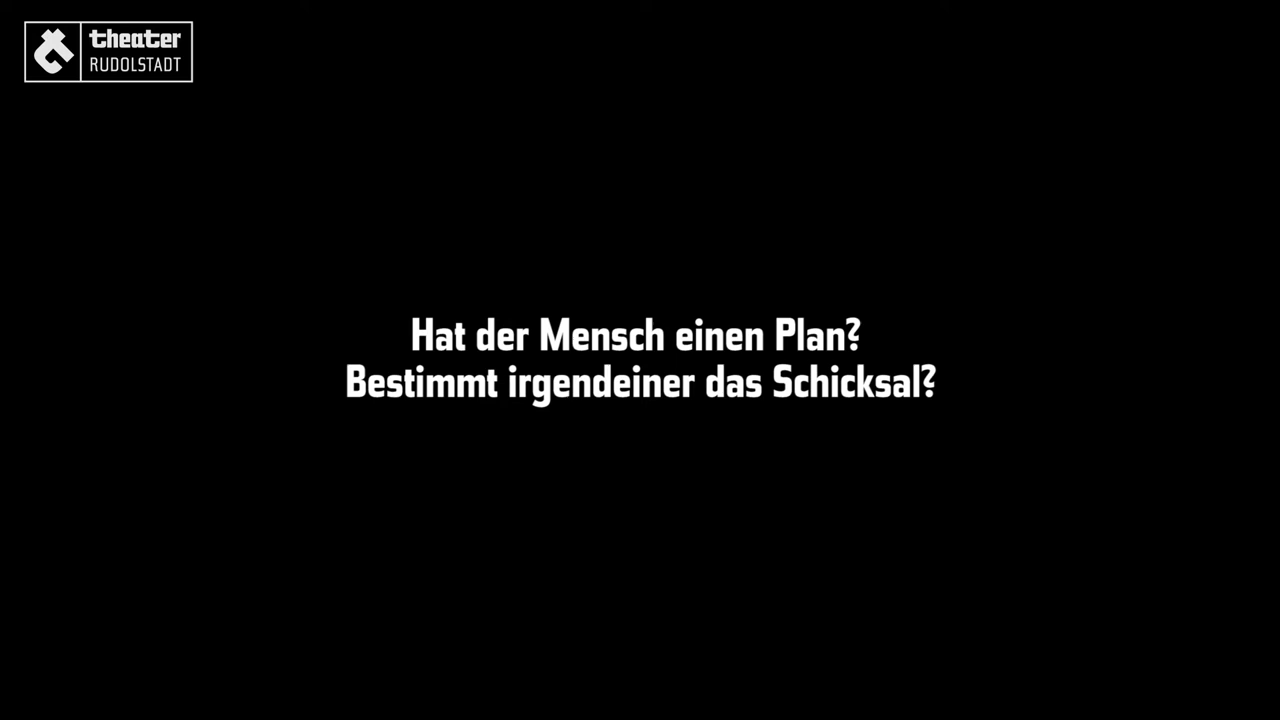 theater
RUDOLSTADT
Hat der Mensch einen Plan?
Bestimmt irgendeiner das Schicksal?